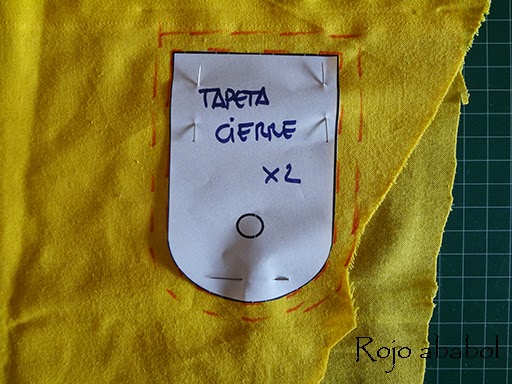 TAPETA
CIERRE
X2
Rojo ababol